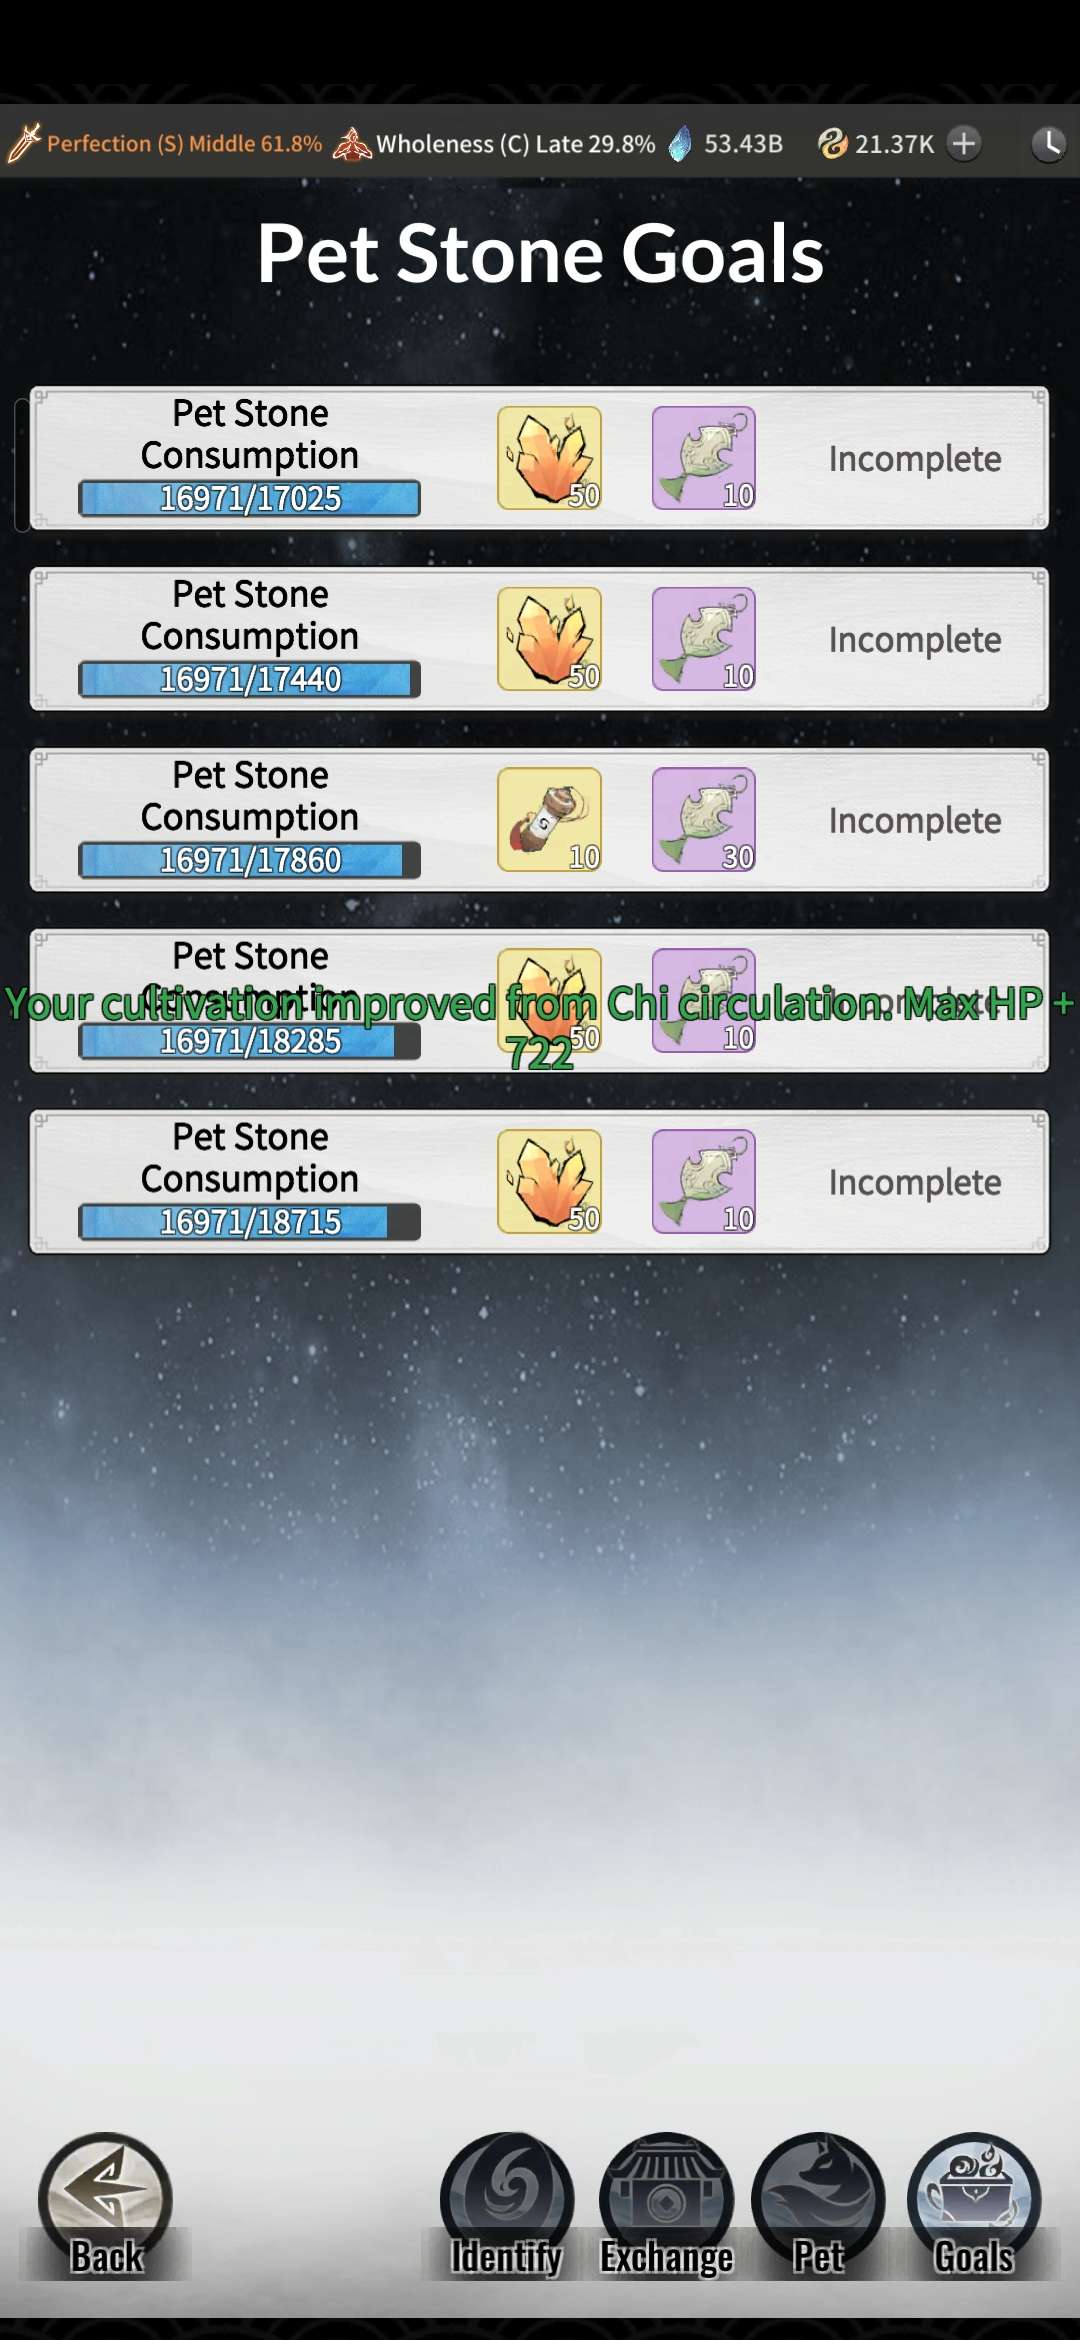 Perfection (S) Middle 61.8% Wholeness (C) Late 29.8% 53.43B 21.37K
Pet Stone Goals
Pet Stone
Consumption
16971/17025
50
10
Incomplete
Pet Stone
Consumption
16971/17440
50
10
Incomplete
Pet Stone
Consumption
16971/17860
10
30
Incomplete
Pet Stone
Consumption
16971/18285
50
10
Incomplete
Your cultivation improved from Chi circulation. Max HP +
722
Pet Stone
Consumption
16971/18715
50
10
Incomplete
Back
Identify
Exchange
Pet
Goals